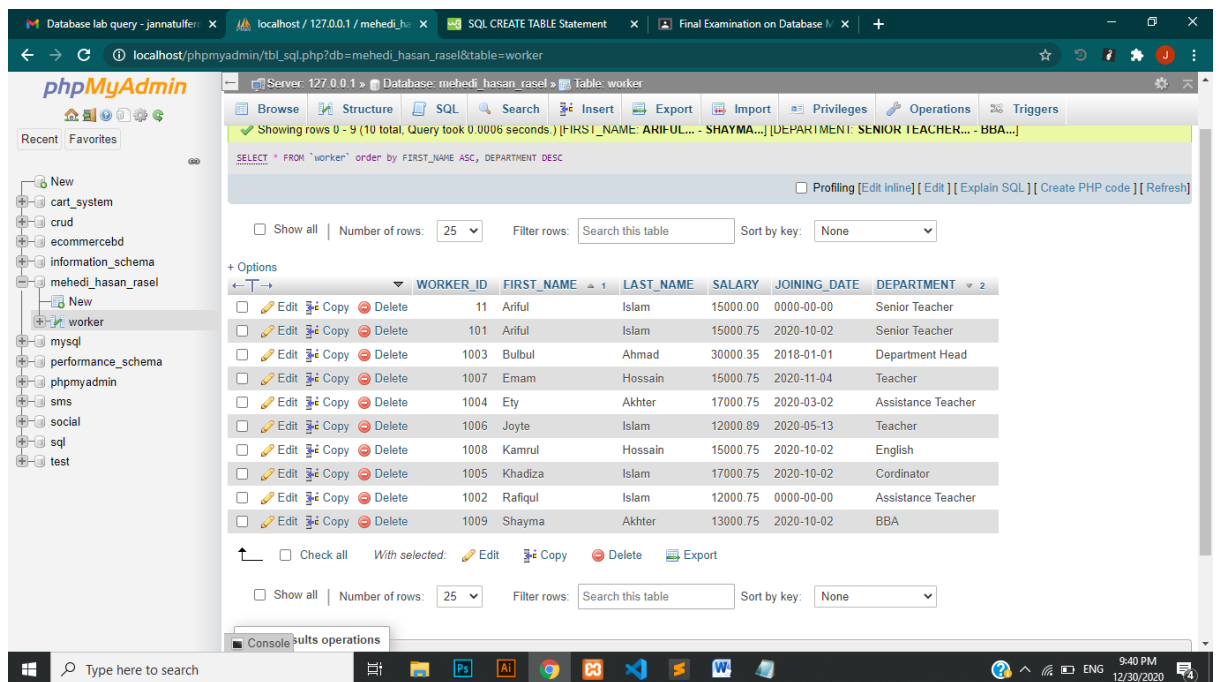 Database lab query - jannatulferc
localhost / 127.0.0.1 / mehedi_ha
SQL CREATE TABLE Statement
Final Examination on Database M
localhost/phpmyadmin/tbl_sql.php?db=mehedi_hasan_rasel&table=worker
J
phpMyAdmin
Recent Favorites
New
cart_system
crud
ecommercebd
information_schema
mehedi_hasan_rasel
New
worker
mysql
performance_schema
phpmyadmin
sms
social
sql
test
Server: 127.0.0.1 » Database: mehedi_hasan_rasel » Table: worker
Browse Structure SQL Search Insert Export Import Privileges Operations Triggers
Showing rows 0 - 9 (10 total, Query took 0.0006 seconds.) [FIRST_NAME: ARIFUL... - SHAYMA...] [DEPARTMENT: SENIOR TEACHER... - BBA...]
SELECT * FROM `worker` order by FIRST_NAME ASC, DEPARTMENT DESC
Profiling [Edit inline] [ Edit ] [ Explain SQL ] [ Create PHP code ] [ Refresh]
Show all | Number of rows: 25 Filter rows: Search this table Sort by key: None
+ Options
←T→ WORKER_ID FIRST_NAME 1 LAST_NAME SALARY JOINING_DATE DEPARTMENT 2
Edit Copy Delete 11 Ariful Islam 15000.00 0000-00-00 Senior Teacher
Edit Copy Delete 101 Ariful Islam 15000.75 2020-10-02 Senior Teacher
Edit Copy Delete 1003 Bulbul Ahmad 30000.35 2018-01-01 Department Head
Edit Copy Delete 1007 Emam Hossain 15000.75 2020-11-04 Teacher
Edit Copy Delete 1004 Ety Akhter 17000.75 2020-03-02 Assistance Teacher
Edit Copy Delete 1006 Joyte Islam 12000.89 2020-05-13 Teacher
Edit Copy Delete 1008 Kamrul Hossain 15000.75 2020-10-02 English
Edit Copy Delete 1005 Khadiza Islam 17000.75 2020-10-02 Cordinator
Edit Copy Delete 1002 Rafiqul Islam 12000.75 0000-00-00 Assistance Teacher
Edit Copy Delete 1009 Shayma Akhter 13000.75 2020-10-02 BBA
Check all With selected: Edit Copy Delete Export
Show all | Number of rows: 25 Filter rows: Search this table Sort by key: None
Console sults operations
Type here to search
Ps
Ai
W
ENG
9:40 PM
12/30/2020
4